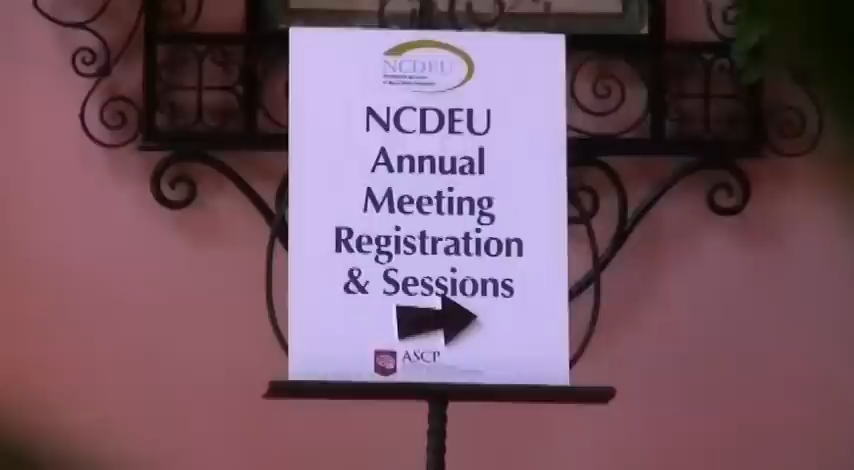 NCDEU
NCDEU
Annual
Meeting
Registration
& Sessions
ASCP